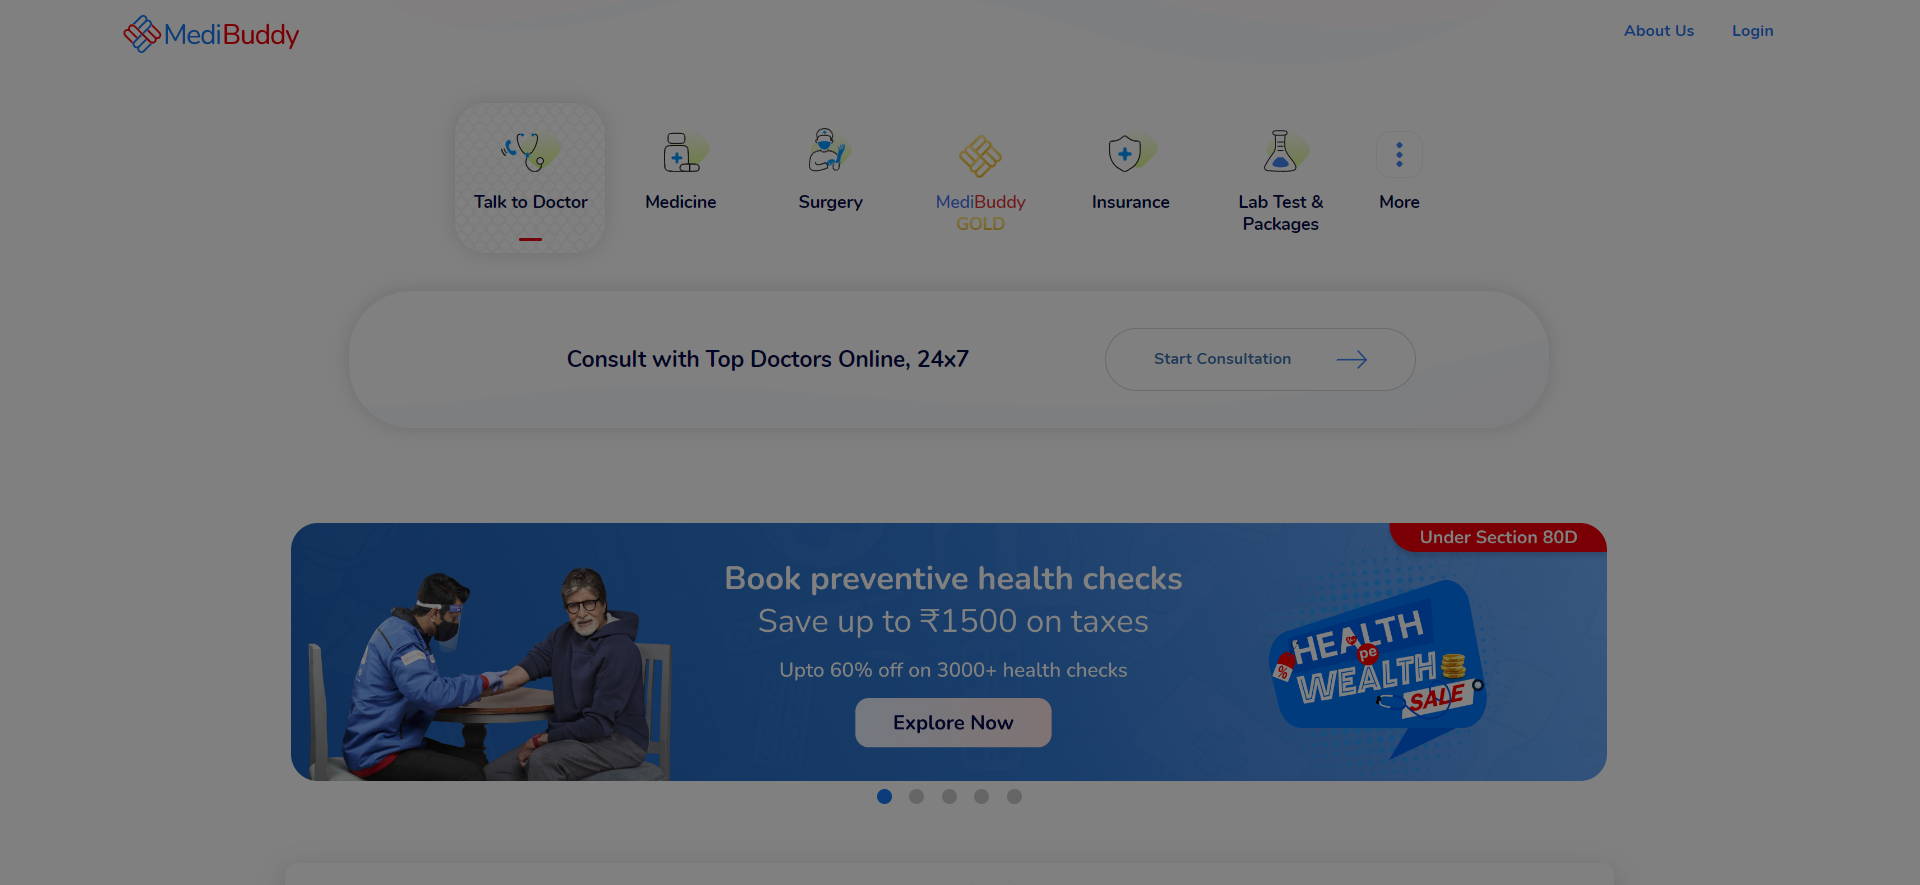 MediBuddy
About Us
Login
Talk to Doctor
Medicine
Surgery
MediBuddy
GOLD
Insurance
Lab Test &
Packages
More
Consult with Top Doctors Online, 24x7
Start Consultation
Under Section 80D
Book preventive health checks
Save up to ₹1500 on taxes
Upto 60% off on 3000+ health checks
Explore Now
HEALTH
pe
%
WEALTH
SALE